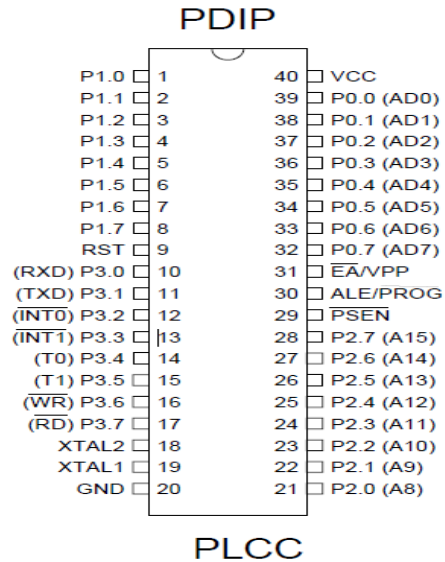 PDIP
P1.0 1 40 VCC
P1.1 2 39 P0.0 (AD0)
P1.2 3 38 P0.1 (AD1)
P1.3 4 37 P0.2 (AD2)
P1.4 5 36 P0.3 (AD3)
P1.5 6 35 P0.4 (AD4)
P1.6 7 34 P0.5 (AD5)
P1.7 8 33 P0.6 (AD6)
RST 9 32 P0.7 (AD7)
(RXD) P3.0 10 31 E̅A̅/VPP
(TXD) P3.1 11 30 ALE/P̅R̅O̅G̅
(I̅N̅T̅0̅) P3.2 12 29 P̅S̅E̅N̅
(I̅N̅T̅1̅) P3.3 13 28 P2.7 (A15)
(T0) P3.4 14 27 P2.6 (A14)
(T1) P3.5 15 26 P2.5 (A13)
(W̅R̅) P3.6 16 25 P2.4 (A12)
(R̅D̅) P3.7 17 24 P2.3 (A11)
XTAL2 18 23 P2.2 (A10)
XTAL1 19 22 P2.1 (A9)
GND 20 21 P2.0 (A8)
PLCC